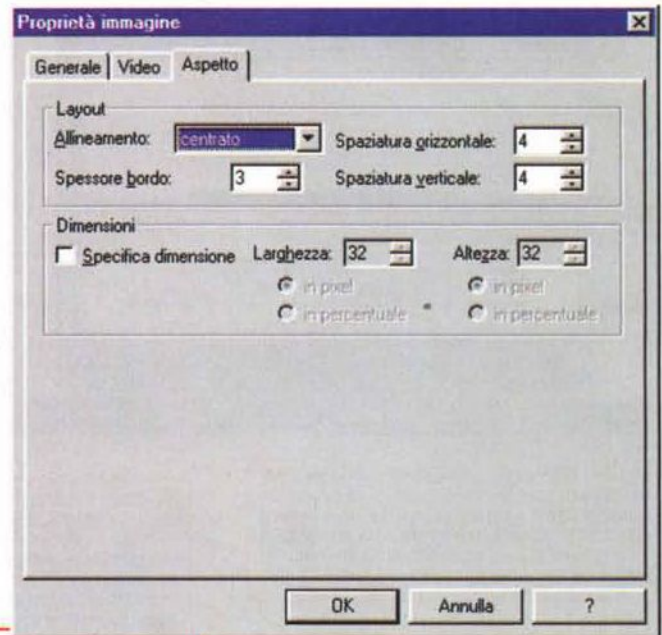 Proprietà immagine
Generale Video Aspetto
Layout
Allineamento: centrato Spaziatura orizzontale: 4
Spessore bordo: 3 Spaziatura verticale: 4
Dimensioni
Specifica dimensione Larghezza: 32 Altezza: 32
in pixel in pixel
in percentuale in percentuale
OK Annulla ?